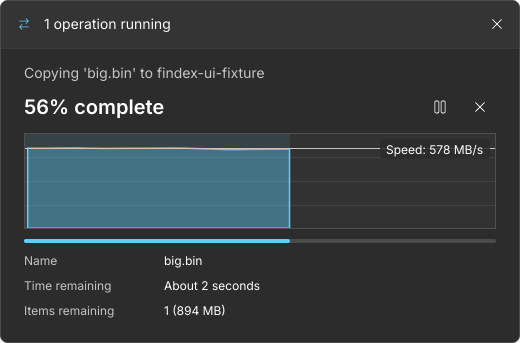 1 operation running
Copying 'big.bin' to findex-ui-fixture
56% complete
Speed: 578 MB/s
Name big.bin
Time remaining About 2 seconds
Items remaining 1 (894 MB)